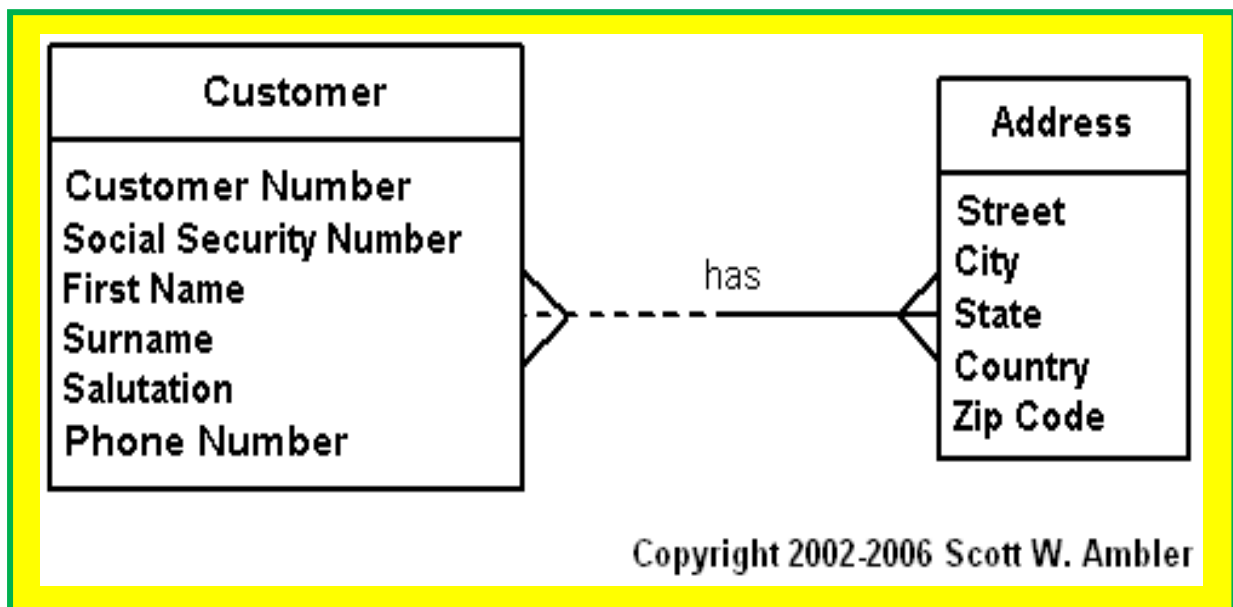 Customer
Customer Number
Social Security Number
First Name
Surname
Salutation
Phone Number
has
Address
Street
City
State
Country
Zip Code
Copyright 2002-2006 Scott W. Ambler